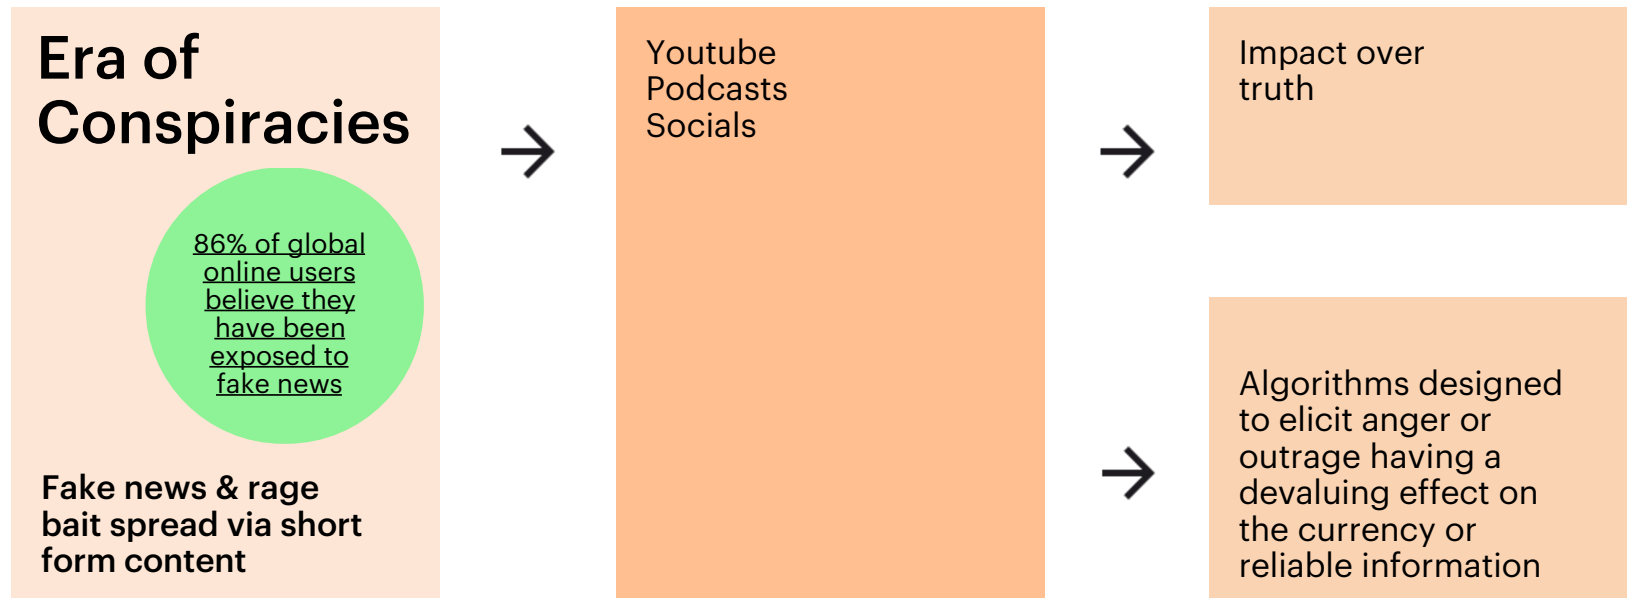 Era of
Conspiracies
86% of global
online users
believe they
have been
exposed to
fake news
Fake news & rage
bait spread via short
form content
Youtube
Podcasts
Socials
Impact over
truth
Algorithms designed
to elicit anger or
outrage having a
devaluing effect on
the currency or
reliable information